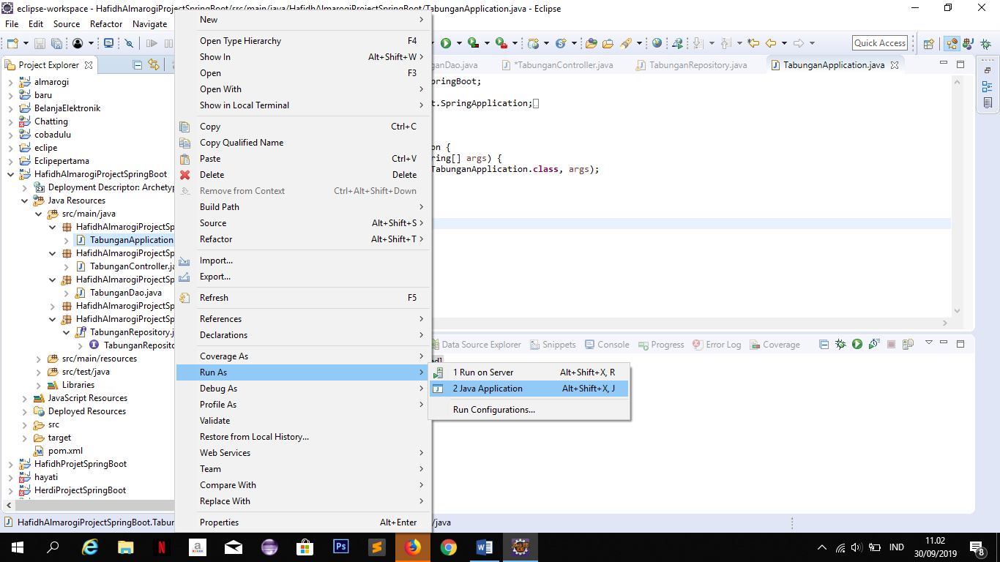 eclipse-workspace - HafidhAlmarogiProjectSpringBoot/src/main/java/HafidhAlmarogiProjectSpringBoot/TabunganApplication.java - Eclipse
File Edit Source Refactor Navigate
Quick Access
Project Explorer
almarogi
baru
BelanjaElektronik
Chatting
cobadulu
eclipe
Eclipepertama
HafidhAlmarogiProjectSpringBoot
Deployment Descriptor: Archetyp
Java Resources
src/main/java
HafidhAlmarogiProjectSp
TabunganApplication
HafidhAlmarogiProjectSp
TabunganController.ja
HafidhAlmarogiProjectSp
TabunganDao.java
HafidhAlmarogiProjectSp
HafidhAlmarogiProjectSp
TabunganRepository.j
TabunganReposito
src/main/resources
src/test/java
Libraries
JavaScript Resources
Deployed Resources
src
target
pom.xml
HafidhProjetSpringBoot
hayati
HerdiProjectSpringBoot
New
Open Type Hierarchy F4
Show In Alt+Shift+W
Open F3
Open With
Show in Local Terminal
Copy Ctrl+C
Copy Qualified Name
Paste Ctrl+V
Delete Delete
Remove from Context Ctrl+Alt+Shift+Down
Build Path
Source Alt+Shift+S
Refactor Alt+Shift+T
Import...
Export...
Refresh F5
References
Declarations
Coverage As
Run As
Debug As
Profile As
Validate
Restore from Local History...
Web Services
Team
Compare With
Replace With
Properties Alt+Enter
1 Run on Server Alt+Shift+X, R
2 Java Application Alt+Shift+X, J
Run Configurations...
ganDao.java *TabunganController.java TabunganRepository.java TabunganApplication.java
pringBoot;
t.SpringApplication;
on {
ring[] args) {
TabunganApplication.class, args);
Data Source Explorer Snippets Console Progress Error Log Coverage
HafidhAlmarogiProjectSpringBoot.Tabun
/java
IND
11.02
30/09/2019
8